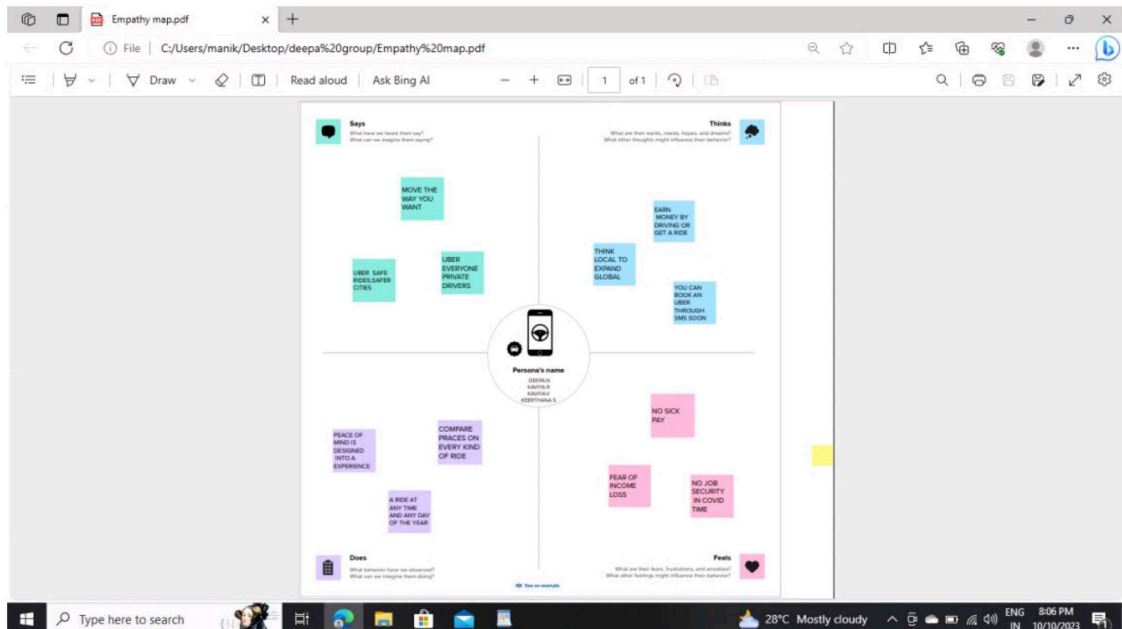 Empathy map.pdf
File
C:/Users/manik/Desktop/deepa%20group/Empathy%20map.pdf
Draw
Read aloud
Ask Bing AI
1
of 1
Says
What have we heard them say?
What can we imagine them saying?
Thinks
What are their wants, needs, hopes, and dreams?
What other thoughts might influence their behavior?
MOVE THE
WAY YOU
WANT
UBER SAFE
RIDES,SAFER
CITIES
UBER
EVERYONE
PRIVATE
DRIVERS
EARN
MONEY BY
DRIVING OR
GET A RIDE
THINK
LOCAL TO
EXPAND
GLOBAL
YOU CAN
BOOK AN
UBER
THROUGH
SMS SOON
Persona's name
DEEPA.N
KAVIYA.R
KAVIYA.V
KEERTHANA.S
PEACE OF
MIND IS
DESIGNED
INTO A
EXPERIENCE
COMPARE
PRACES ON
EVERY KIND
OF RIDE
A RIDE AT
ANY TIME
AND ANY DAY
OF THE YEAR
NO SICK
PAY
FEAR OF
INCOME
LOSS
NO JOB
SECURITY
IN COVID
TIME
Does
What behavior have we observed?
What can we imagine them doing?
Feels
What are their fears, frustrations, and anxieties?
What other feelings might influence their behavior?
See an example
Type here to search
28°C Mostly cloudy
ENG
IN
8:06 PM
10/10/2023